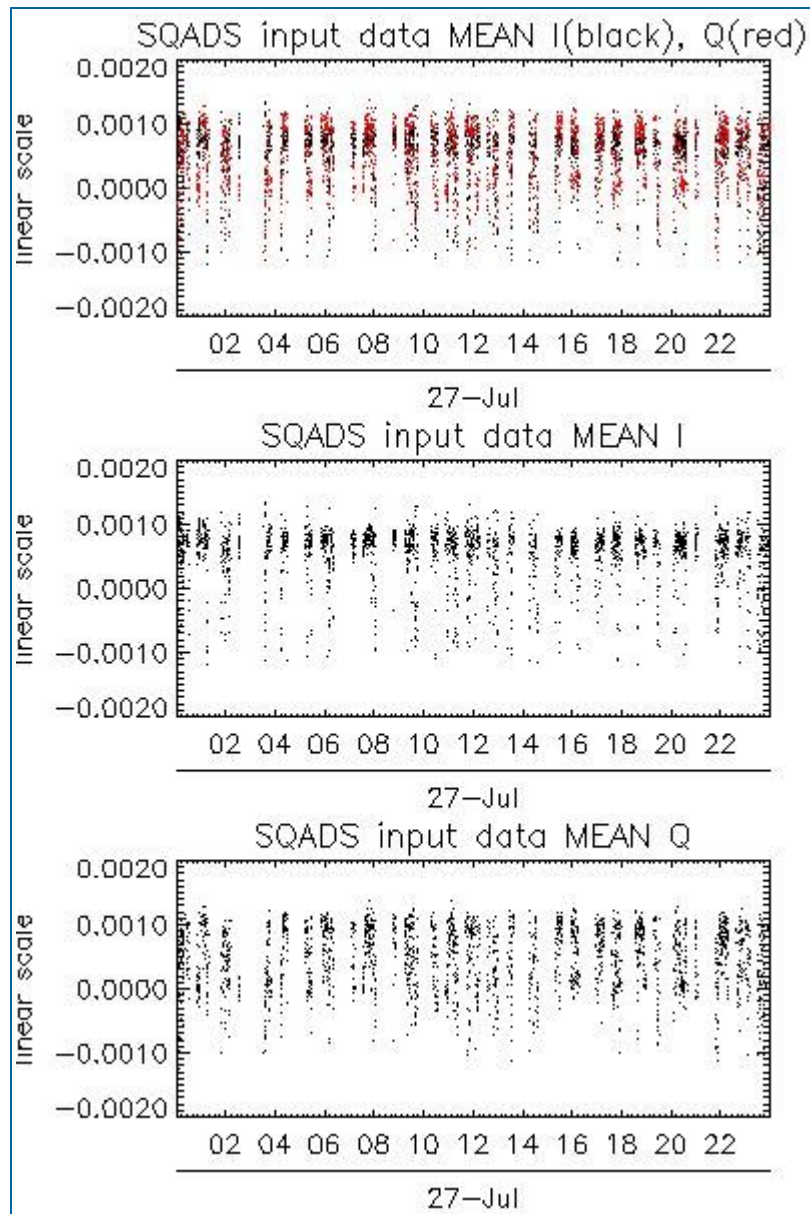 SQADS input data MEAN I(black), Q(red)
0.0020
0.0010
0.0000
−0.0010
−0.0020
linear scale
02 04 06 08 10 12 14 16 18 20 22
27−Jul
SQADS input data MEAN I
0.0020
0.0010
0.0000
−0.0010
−0.0020
linear scale
02 04 06 08 10 12 14 16 18 20 22
27−Jul
SQADS input data MEAN Q
0.0020
0.0010
0.0000
−0.0010
−0.0020
linear scale
02 04 06 08 10 12 14 16 18 20 22
27−Jul